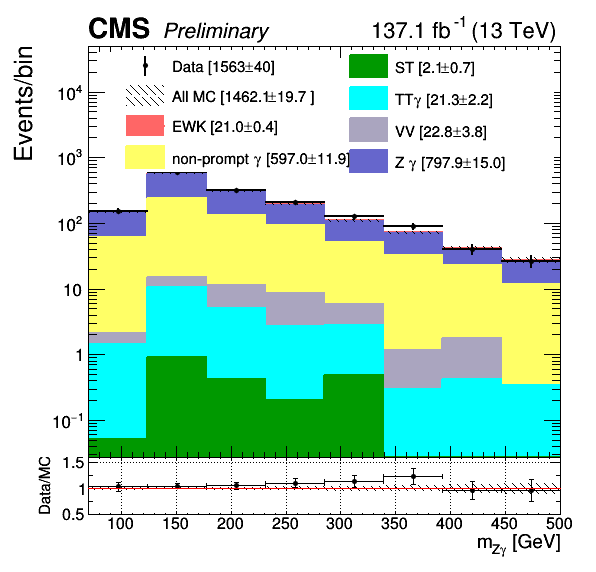 CMS Preliminary 137.1 fb⁻¹ (13 TeV)
Events/bin
Data [1563±40]
ST [2.1±0.7]
All MC [1462.1±19.7 ]
TTγ [21.3±2.2]
EWK [21.0±0.4]
VV [22.8±3.8]
non-prompt γ [597.0±11.9]
Z γ [797.9±15.0]
10⁴
10³
10²
10
1
10⁻¹
Data/MC
1.5
1
0.5
100 150 200 250 300 350 400 450 500
m_Zγ [GeV]